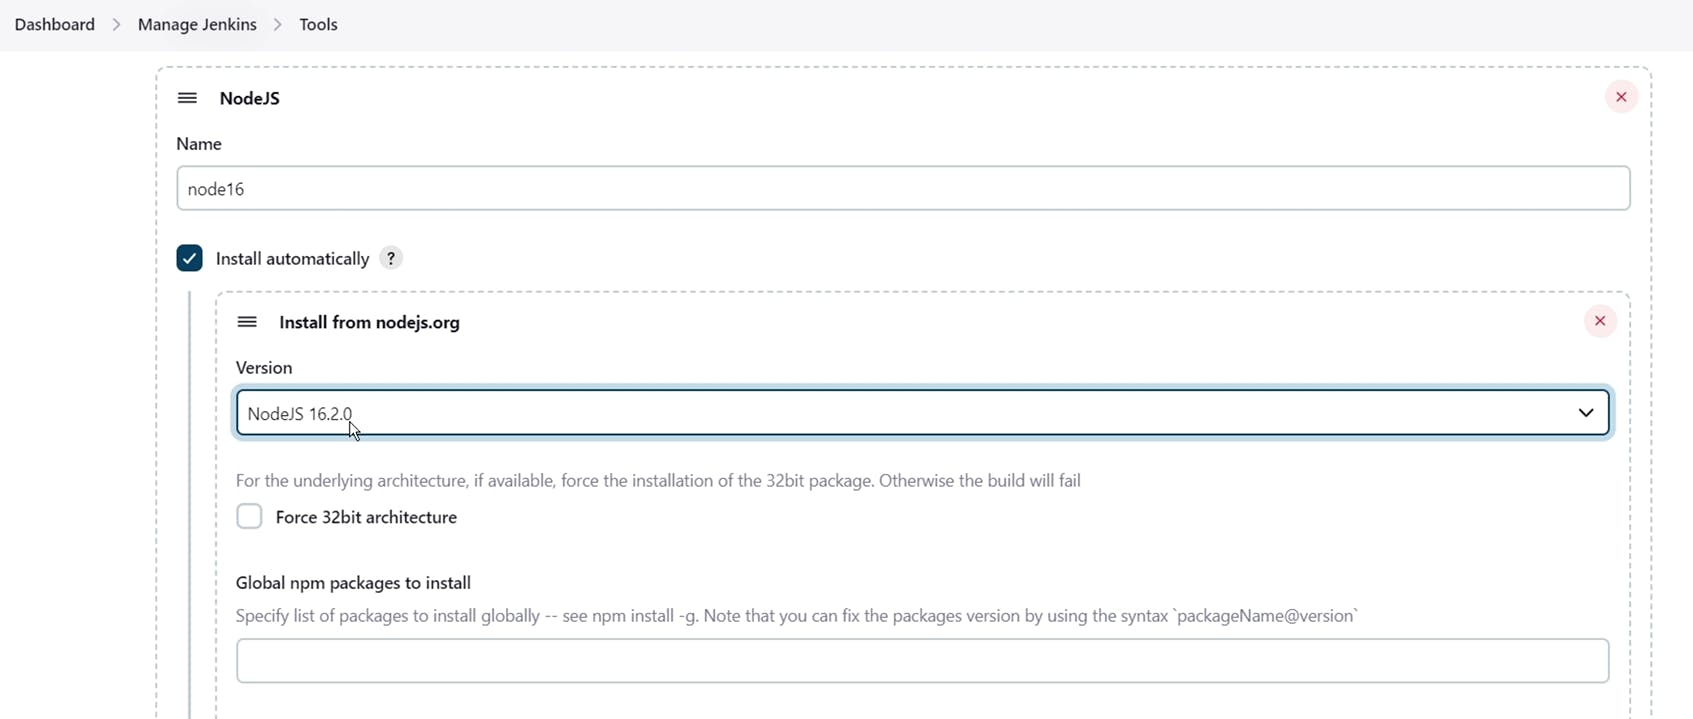 Dashboard > Manage Jenkins > Tools
NodeJS
Name
node16
Install automatically ?
Install from nodejs.org
Version
NodeJS 16.2.0
For the underlying architecture, if available, force the installation of the 32bit package. Otherwise the build will fail
Force 32bit architecture
Global npm packages to install
Specify list of packages to install globally -- see npm install -g. Note that you can fix the packages version by using the syntax `packageName@version`